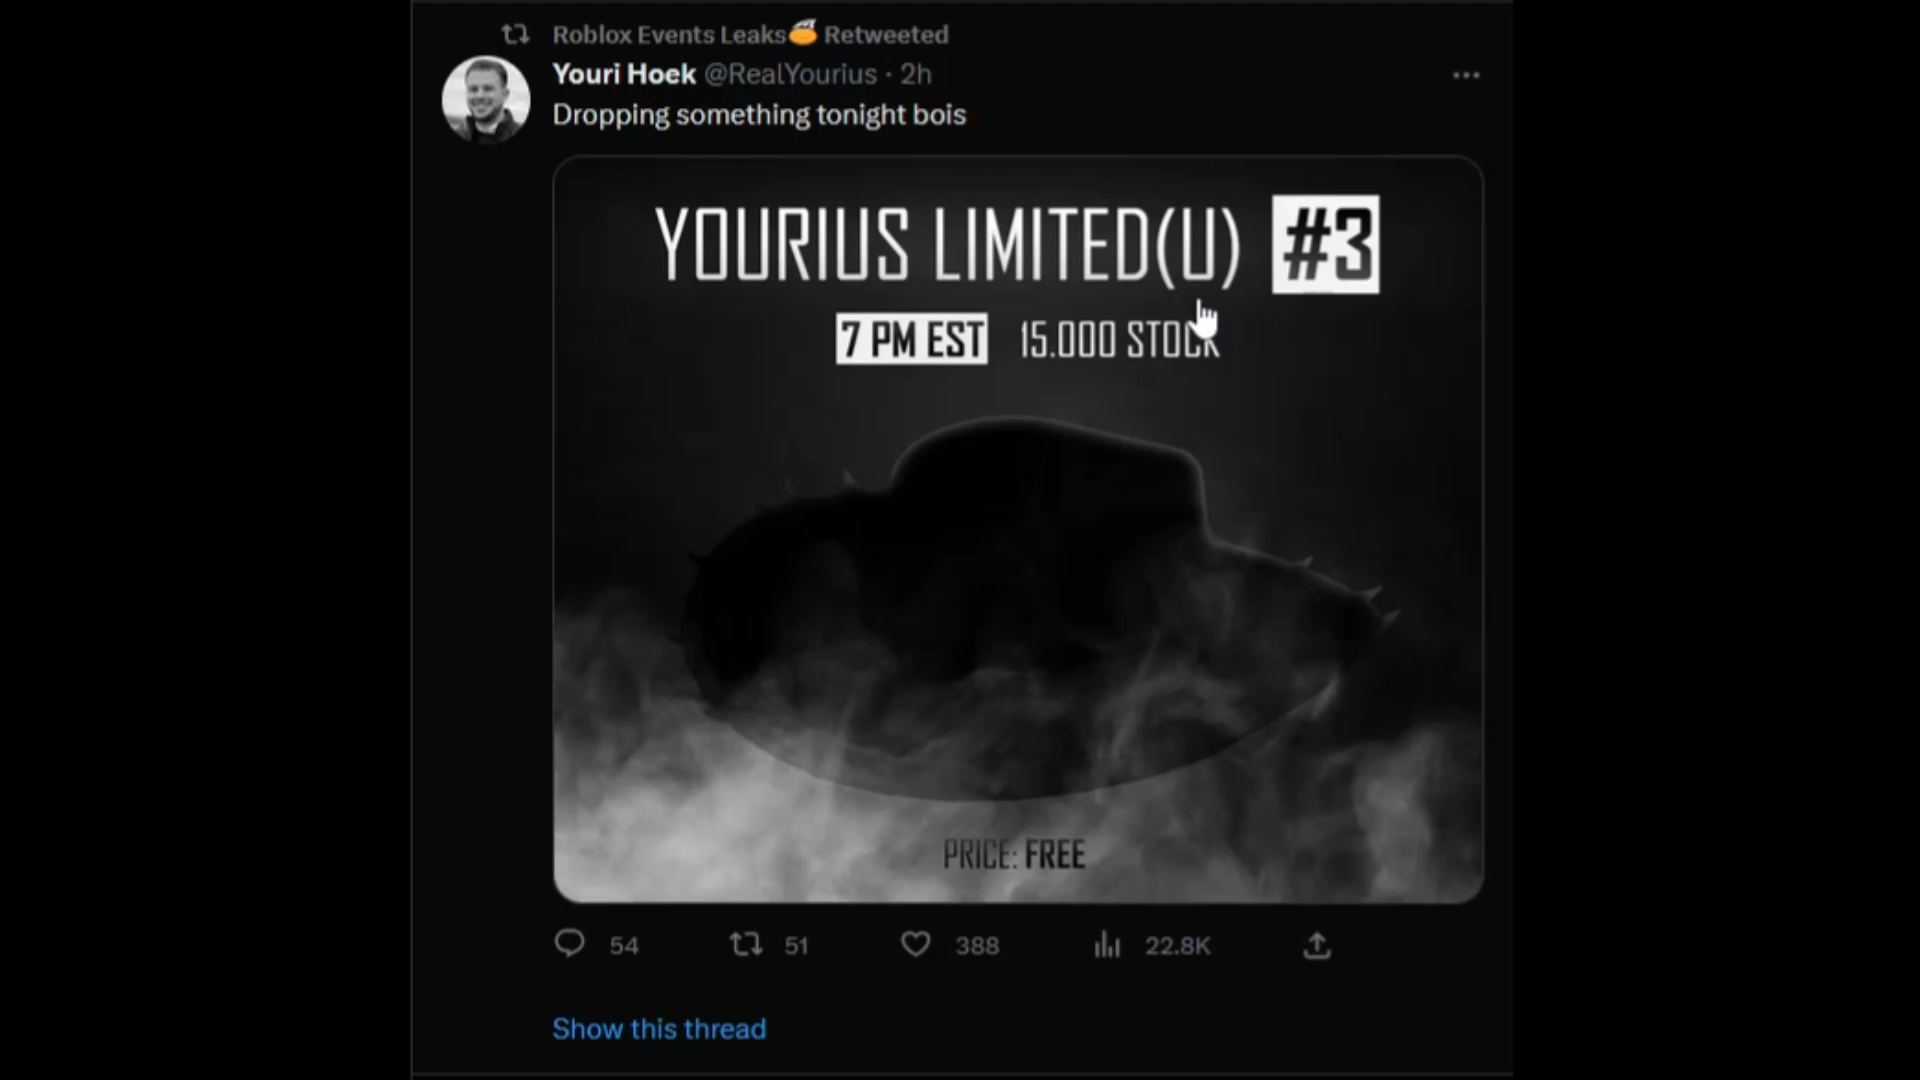 Roblox Events Leaks Retweeted
Youri Hoek @RealYourius · 2h
Dropping something tonight bois
YOURIUS LIMITED(U) #3
7 PM EST 15.000 STOCK
PRICE: FREE
54 51 388 22.8K
Show this thread